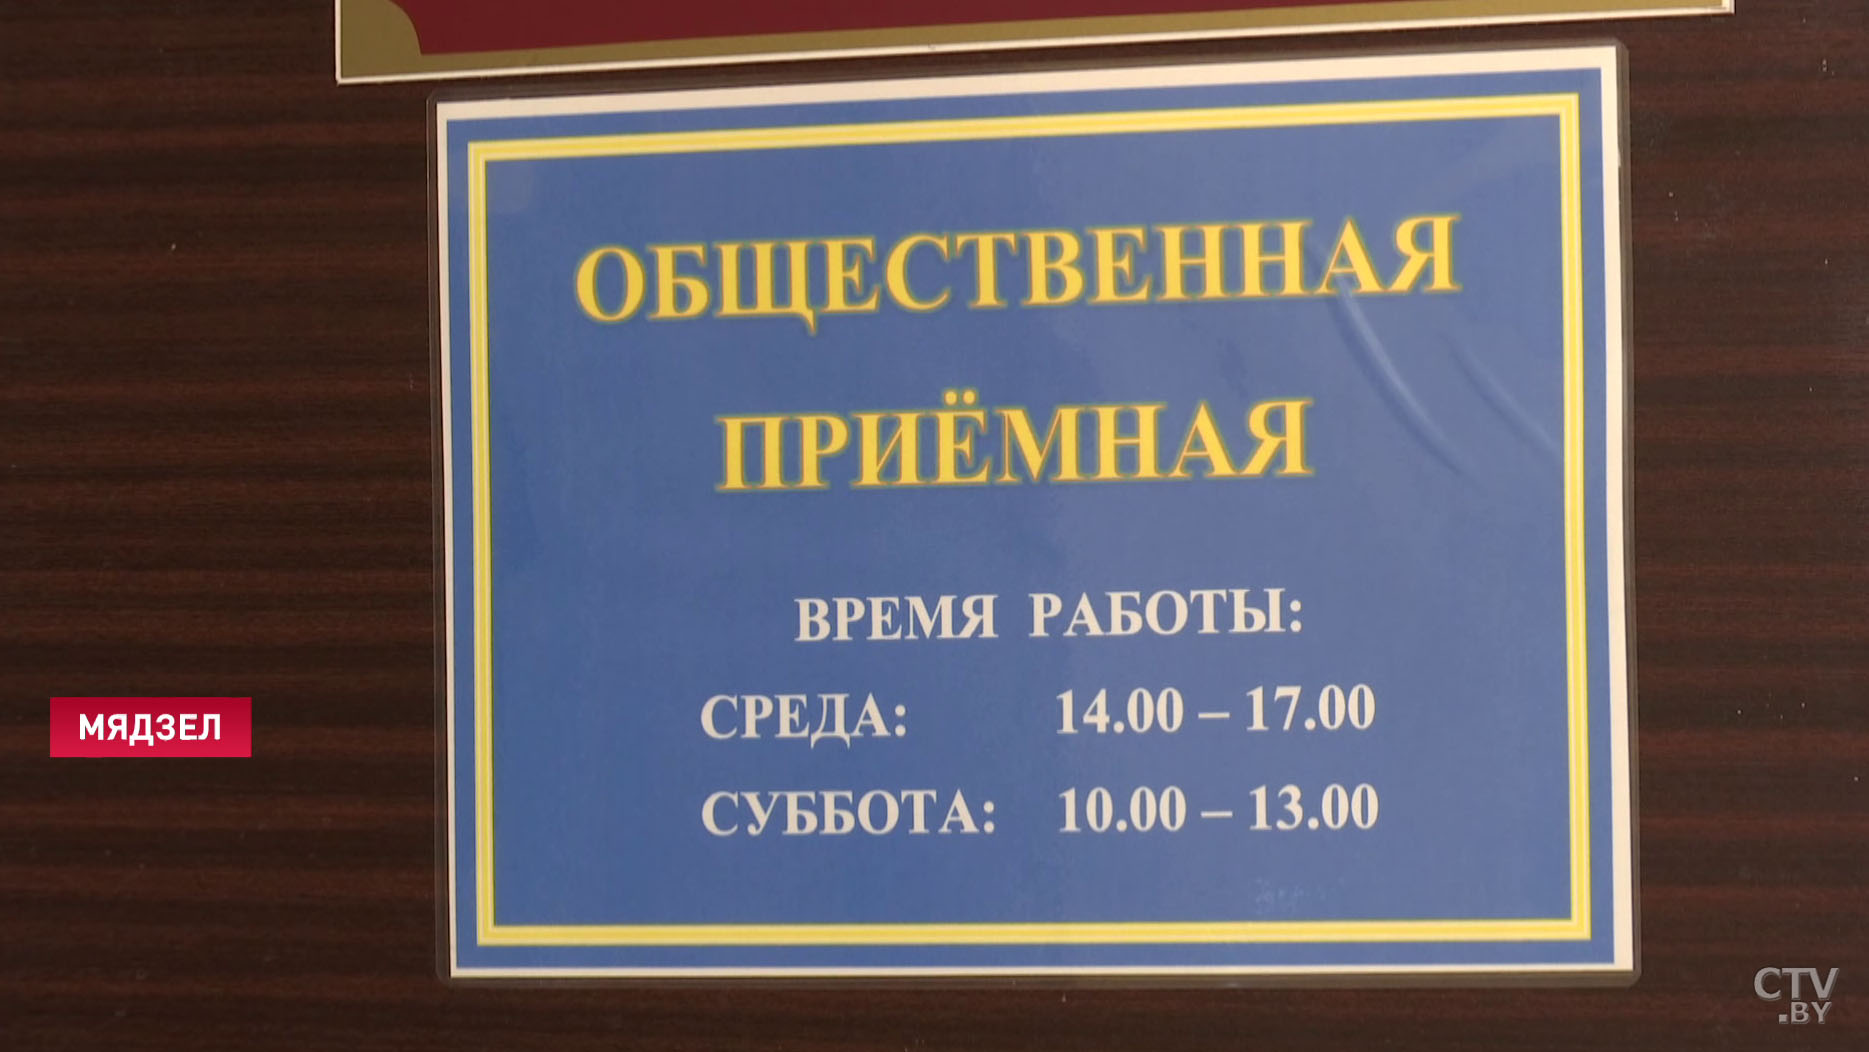 ОБЩЕСТВЕННАЯ
ПРИЁМНАЯ
ВРЕМЯ РАБОТЫ:
СРЕДА: 14.00 – 17.00
СУББОТА: 10.00 – 13.00
МЯДЗЕЛ
CTV
.BY